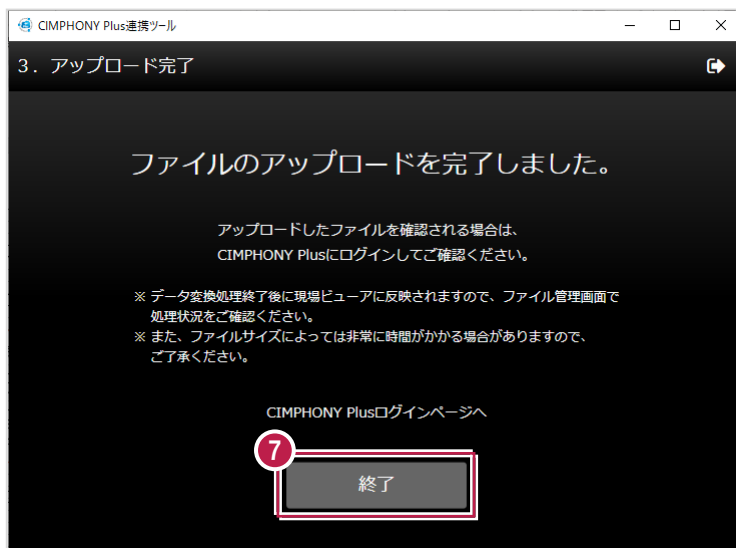 CIMPHONY Plus連携ツール
3．アップロード完了
ファイルのアップロードを完了しました。
アップロードしたファイルを確認される場合は、
CIMPHONY Plusにログインしてご確認ください。
※ データ変換処理終了後に現場ビューアに反映されますので、ファイル管理画面で
処理状況をご確認ください。
※ また、ファイルサイズによっては非常に時間がかかる場合がありますので、
ご了承ください。
CIMPHONY Plusログインページへ
7
終了